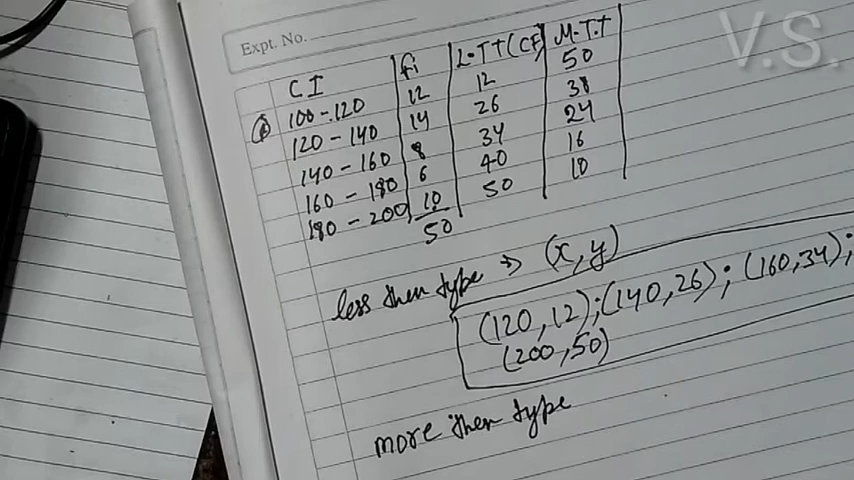 V.S.
Expt. No.
CI fi L.TT(CF) M.T.T
100-120 12 12 50
120-140 14 26 38
140-160 8 34 24
160-180 6 40 16
180-200 10 50 10
50
less then type → (x,y)
(120,12);(140,26);(160,34);
(200,50)
more then type